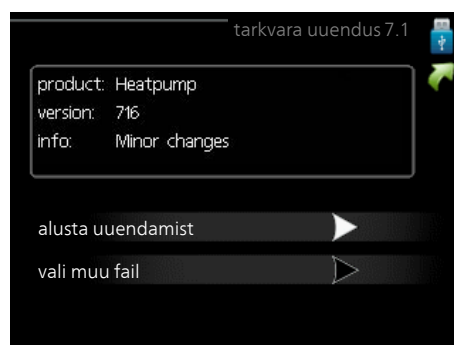 tarkvara uuendus 7.1
product: Heatpump
version: 716
info: Minor changes
alusta uuendamist
vali muu fail